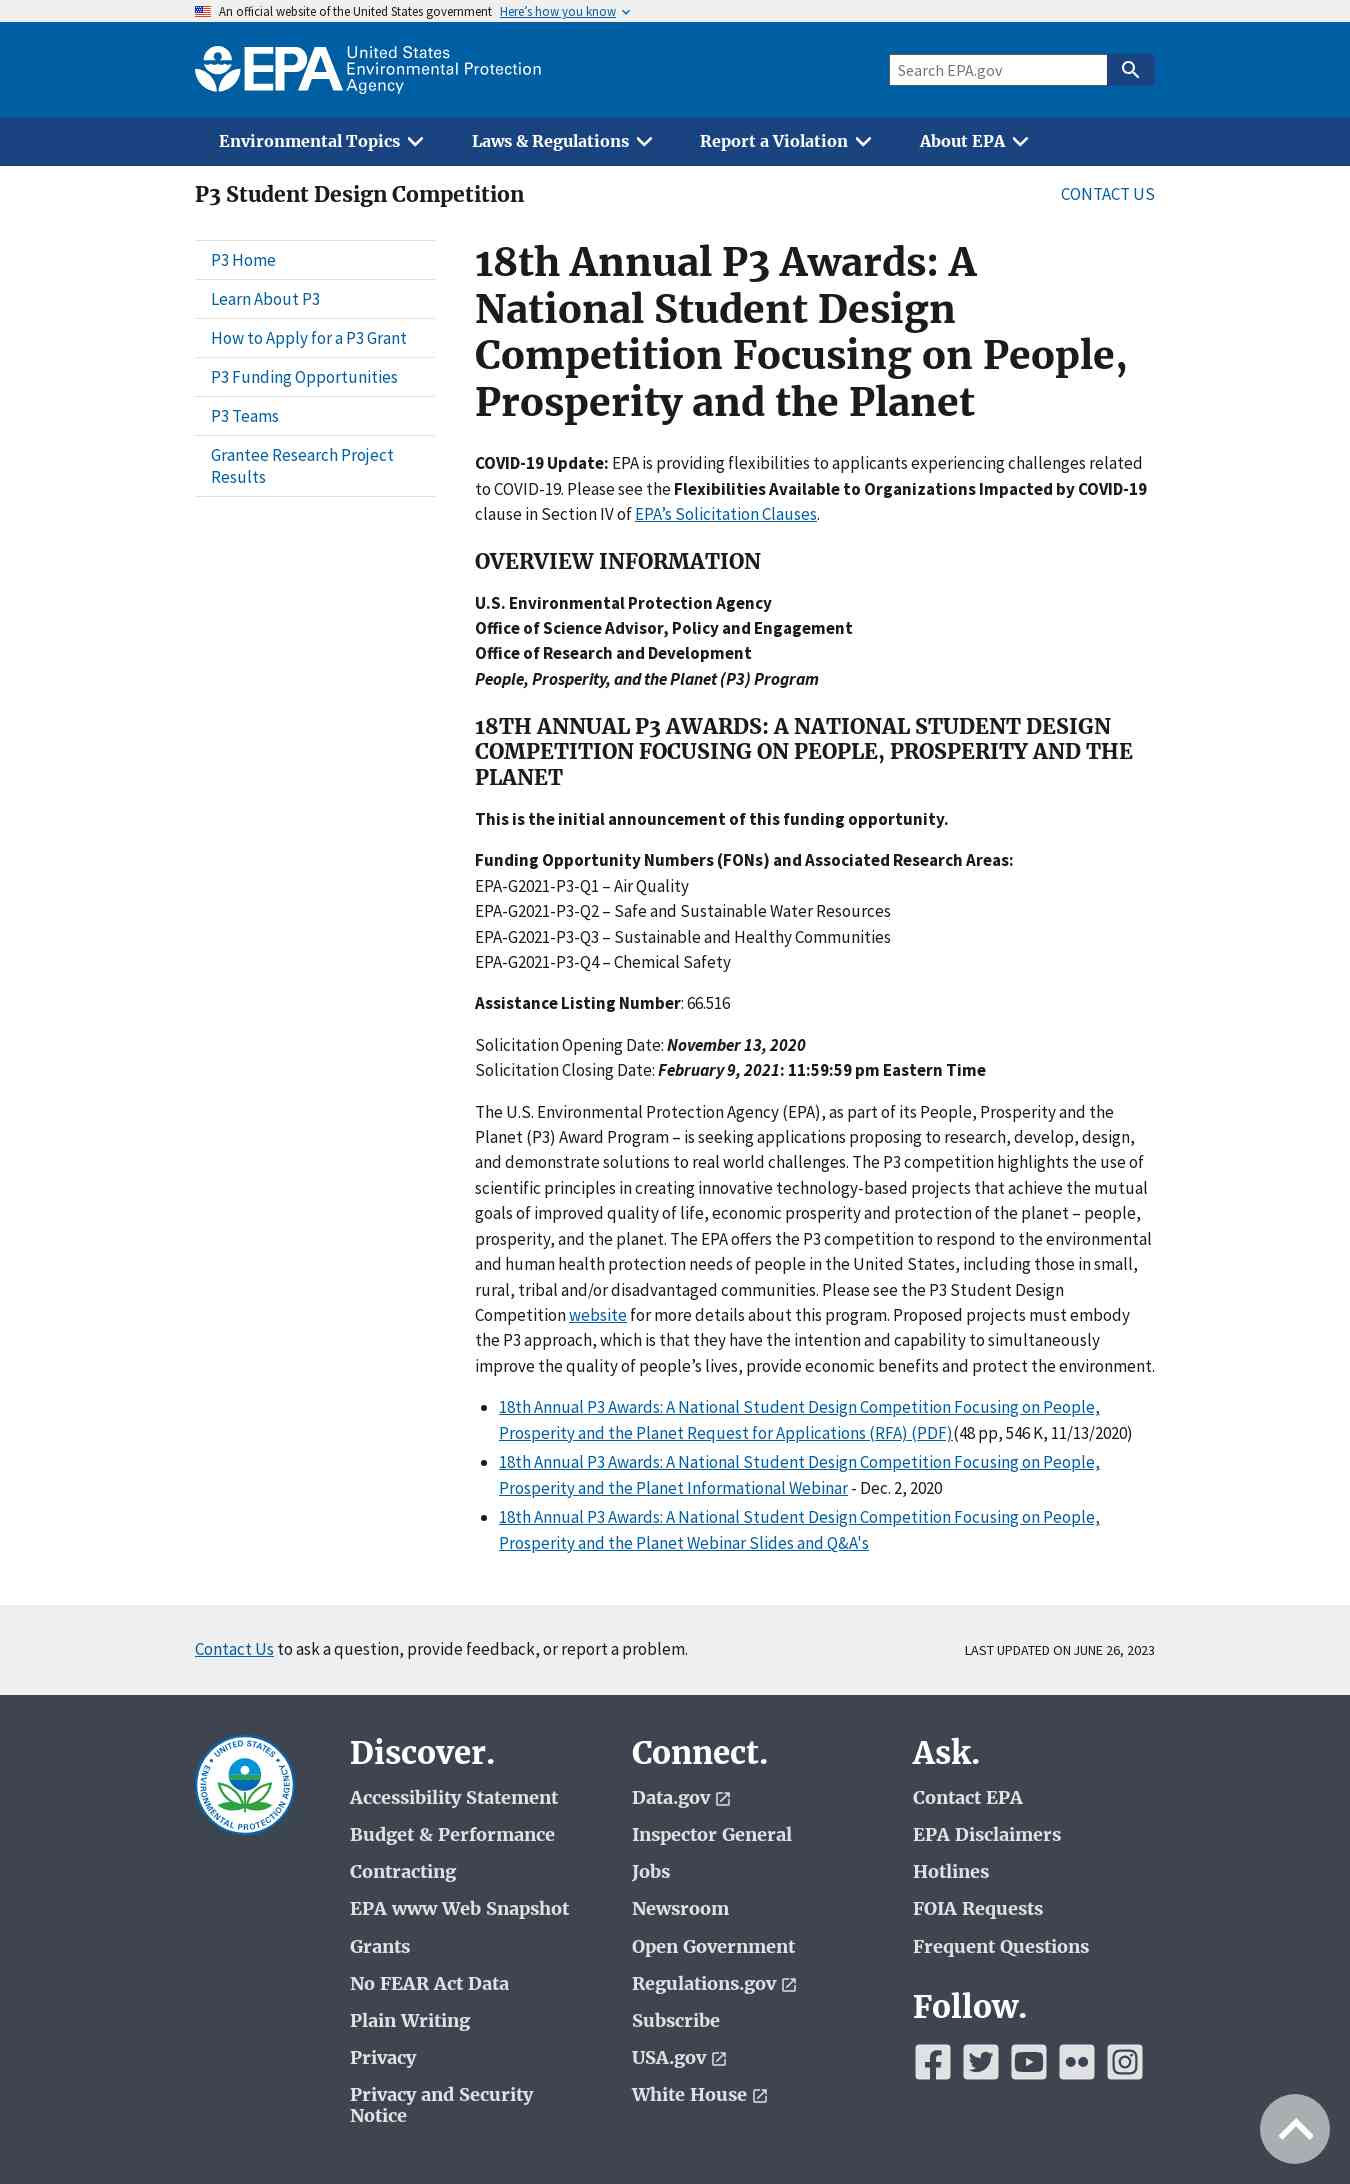 An official website of the United States government Here’s how you know
EPA United States
Environmental Protection
Agency
Search EPA.gov
Environmental Topics
Laws & Regulations
Report a Violation
About EPA
P3 Student Design Competition
CONTACT US
P3 Home
Learn About P3
How to Apply for a P3 Grant
P3 Funding Opportunities
P3 Teams
Grantee Research Project
Results
18th Annual P3 Awards: A
National Student Design
Competition Focusing on People,
Prosperity and the Planet
COVID-19 Update: EPA is providing flexibilities to applicants experiencing challenges related
to COVID-19. Please see the Flexibilities Available to Organizations Impacted by COVID-19
clause in Section IV of EPA’s Solicitation Clauses.
OVERVIEW INFORMATION
U.S. Environmental Protection Agency
Office of Science Advisor, Policy and Engagement
Office of Research and Development
People, Prosperity, and the Planet (P3) Program
18TH ANNUAL P3 AWARDS: A NATIONAL STUDENT DESIGN
COMPETITION FOCUSING ON PEOPLE, PROSPERITY AND THE
PLANET
This is the initial announcement of this funding opportunity.
Funding Opportunity Numbers (FONs) and Associated Research Areas:
EPA-G2021-P3-Q1 – Air Quality
EPA-G2021-P3-Q2 – Safe and Sustainable Water Resources
EPA-G2021-P3-Q3 – Sustainable and Healthy Communities
EPA-G2021-P3-Q4 – Chemical Safety
Assistance Listing Number: 66.516
Solicitation Opening Date: November 13, 2020
Solicitation Closing Date: February 9, 2021: 11:59:59 pm Eastern Time
The U.S. Environmental Protection Agency (EPA), as part of its People, Prosperity and the
Planet (P3) Award Program – is seeking applications proposing to research, develop, design,
and demonstrate solutions to real world challenges. The P3 competition highlights the use of
scientific principles in creating innovative technology-based projects that achieve the mutual
goals of improved quality of life, economic prosperity and protection of the planet – people,
prosperity, and the planet. The EPA offers the P3 competition to respond to the environmental
and human health protection needs of people in the United States, including those in small,
rural, tribal and/or disadvantaged communities. Please see the P3 Student Design
Competition website for more details about this program. Proposed projects must embody
the P3 approach, which is that they have the intention and capability to simultaneously
improve the quality of people’s lives, provide economic benefits and protect the environment.
• 18th Annual P3 Awards: A National Student Design Competition Focusing on People,
Prosperity and the Planet Request for Applications (RFA) (PDF)(48 pp, 546 K, 11/13/2020)
• 18th Annual P3 Awards: A National Student Design Competition Focusing on People,
Prosperity and the Planet Informational Webinar - Dec. 2, 2020
• 18th Annual P3 Awards: A National Student Design Competition Focusing on People,
Prosperity and the Planet Webinar Slides and Q&A's
Contact Us to ask a question, provide feedback, or report a problem.
LAST UPDATED ON JUNE 26, 2023
UNITED STATES
ENVIRONMENTAL PROTECTION AGENCY
Discover.
Accessibility Statement
Budget & Performance
Contracting
EPA www Web Snapshot
Grants
No FEAR Act Data
Plain Writing
Privacy
Privacy and Security
Notice
Connect.
Data.gov
Inspector General
Jobs
Newsroom
Open Government
Regulations.gov
Subscribe
USA.gov
White House
Ask.
Contact EPA
EPA Disclaimers
Hotlines
FOIA Requests
Frequent Questions
Follow.